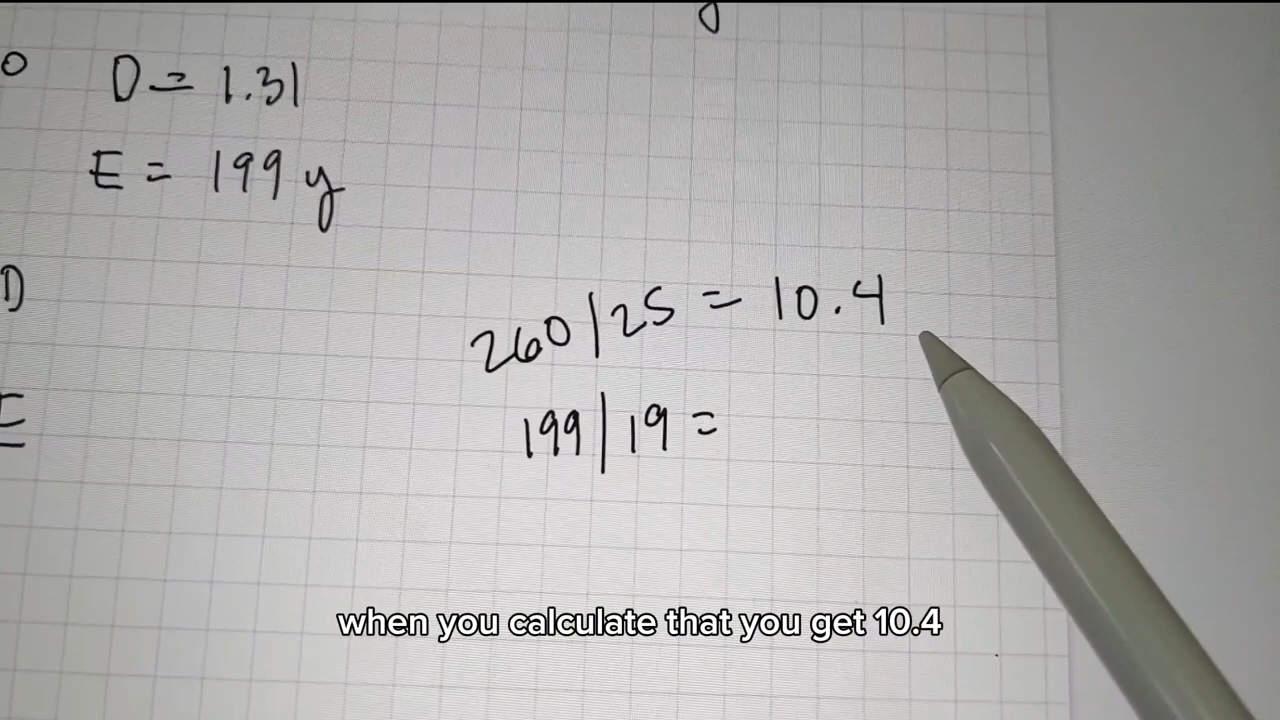 D = 1.31
E = 199 y
D
E
260/25 = 10.4
199/19 =
when you calculate that you get 10.4